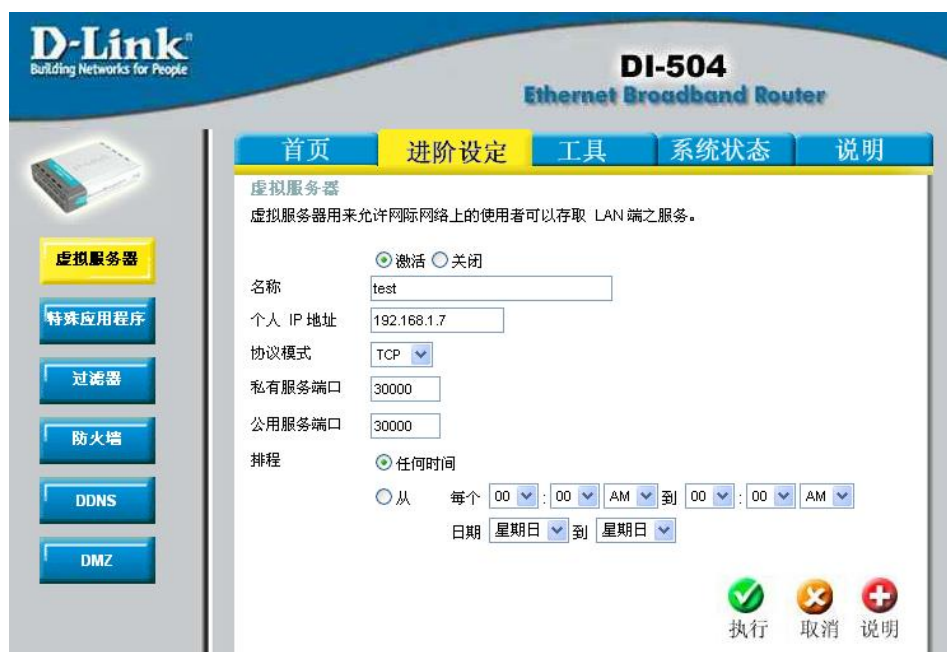 D-Link®
Building Networks for People
DI-504
Ethernet Broadband Router
首页 进阶设定 工具 系统状态 说明
虚拟服务器
特殊应用程序
过滤器
防火墙
DDNS
DMZ
虚拟服务器
虚拟服务器用来允许网际网络上的使用者可以存取 LAN 端之服务。
激活 关闭
名称 test
个人 IP 地址 192.168.1.7
协议模式 TCP
私有服务端口 30000
公用服务端口 30000
排程 任何时间
从 每个 00 : 00 AM 到 00 : 00 AM
日期 星期日 到 星期日
执行 取消 说明